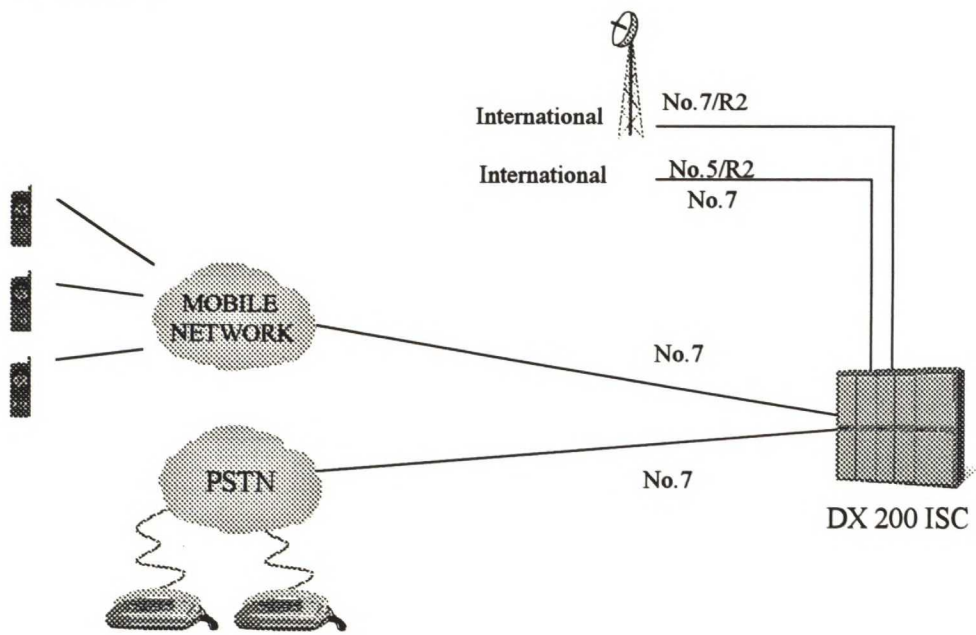 International No.7/R2
International No.5/R2
No.7
MOBILE
NETWORK
No.7
PSTN
No.7
DX 200 ISC